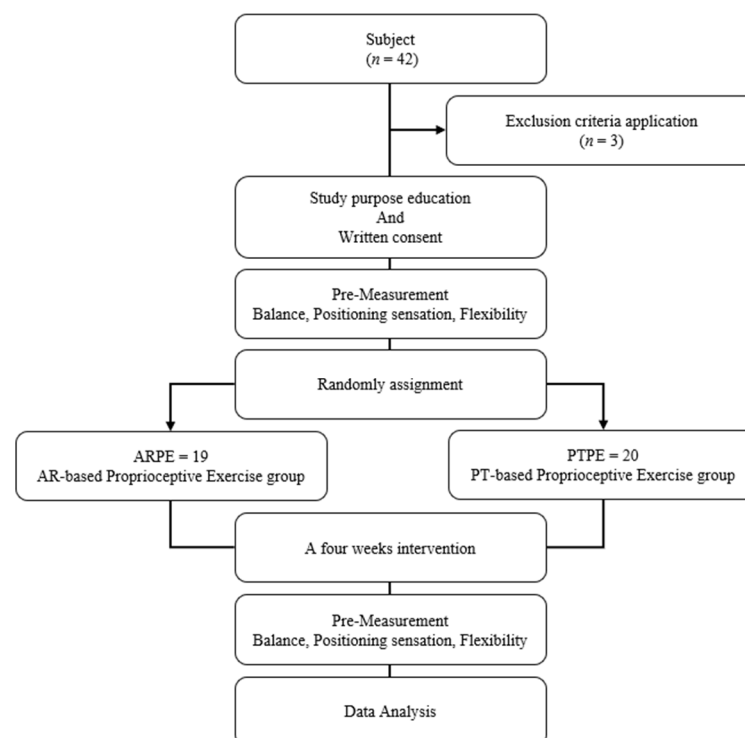 Subject
(n = 42)
Exclusion criteria application
(n = 3)
Study purpose education
And
Written consent
Pre-Measurement
Balance, Positioning sensation, Flexibility
Randomly assignment
ARPE = 19
AR-based Proprioceptive Exercise group
PTPE = 20
PT-based Proprioceptive Exercise group
A four weeks intervention
Pre-Measurement
Balance, Positioning sensation, Flexibility
Data Analysis